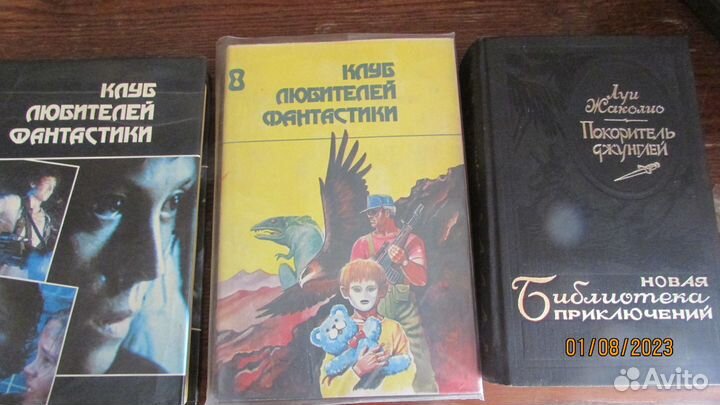 КЛУБ
ЛЮБИТЕЛЕЙ
ФАНТАСТИКИ
8
КЛУБ
ЛЮБИТЕЛЕЙ
ФАНТАСТИКИ
Луи
Жаколио
Покоритель
джунглей
НОВАЯ
Библиотека
ПРИКЛЮЧЕНИЙ
01/08/2023
Avito